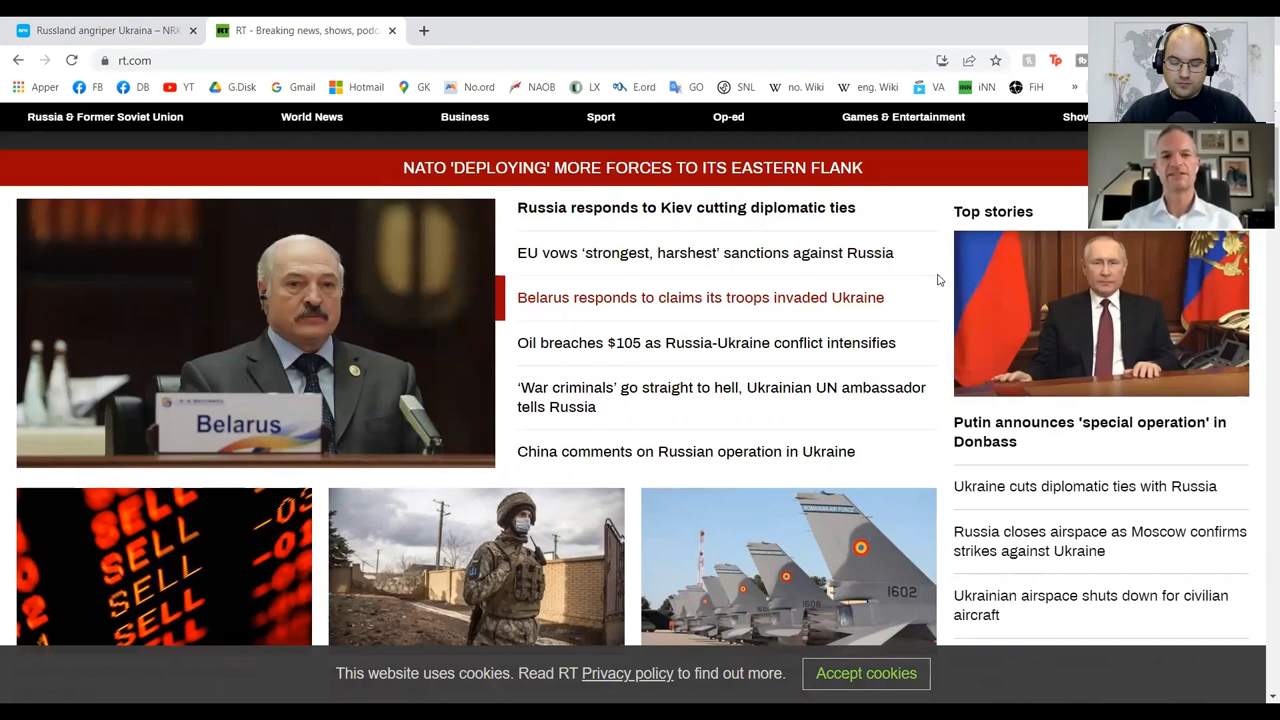 Russland angriper Ukraina – NRK
RT - Breaking news, shows, podc
rt.com
Apper
FB
DB
YT
G.Disk
Gmail
Hotmail
GK
No.ord
NAOB
LX
E.ord
GO
SNL
no. Wiki
eng. Wiki
VA
iNN
FiH
Russia & Former Soviet Union
World News
Business
Sport
Op-ed
Games & Entertainment
Show
NATO 'DEPLOYING' MORE FORCES TO ITS EASTERN FLANK
Russia responds to Kiev cutting diplomatic ties
EU vows ‘strongest, harshest’ sanctions against Russia
Belarus responds to claims its troops invaded Ukraine
Oil breaches $105 as Russia-Ukraine conflict intensifies
‘War criminals’ go straight to hell, Ukrainian UN ambassador
tells Russia
China comments on Russian operation in Ukraine
Belarus
Top stories
Putin announces 'special operation' in
Donbass
Ukraine cuts diplomatic ties with Russia
Russia closes airspace as Moscow confirms
strikes against Ukraine
Ukrainian airspace shuts down for civilian
aircraft
SELL
SELL
SELL
SELL
SELL
1602
This website uses cookies. Read RT Privacy policy to find out more.
Accept cookies